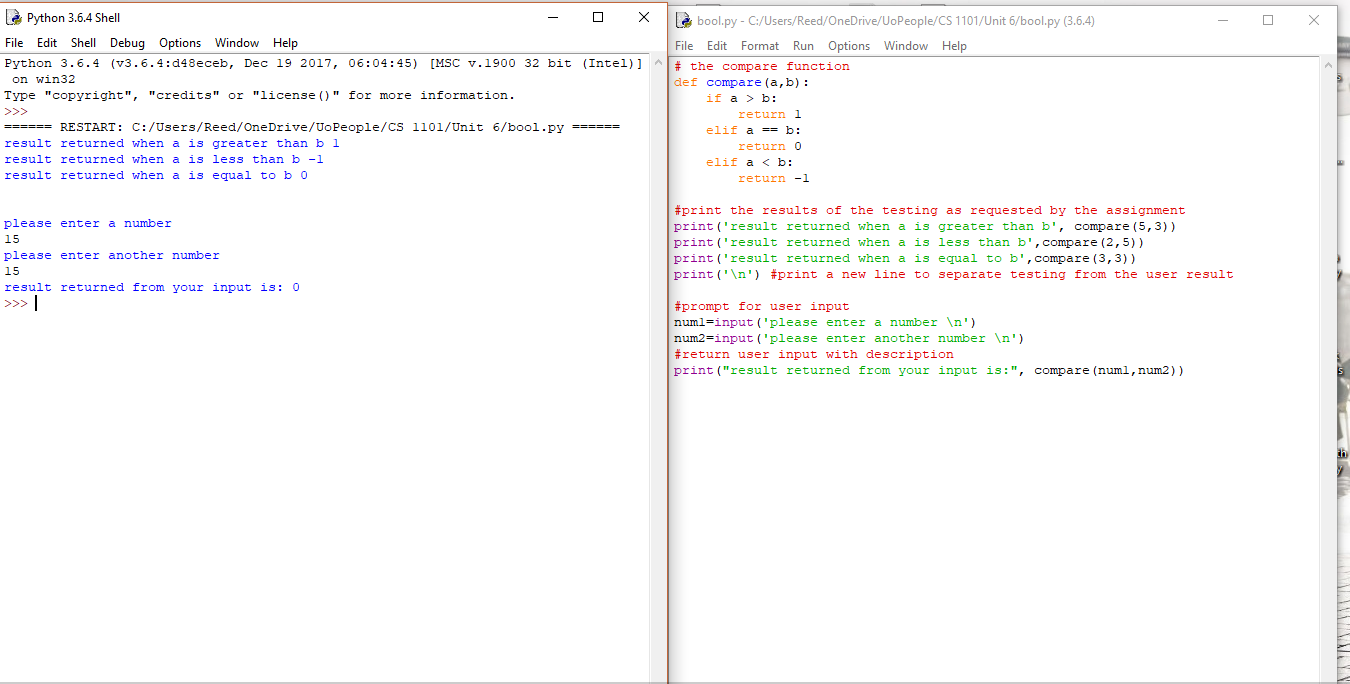 Python 3.6.4 Shell
File Edit Shell Debug Options Window Help
Python 3.6.4 (v3.6.4:d48eceb, Dec 19 2017, 06:04:45) [MSC v.1900 32 bit (Intel)]
 on win32
Type "copyright", "credits" or "license()" for more information.
>>>
====== RESTART: C:/Users/Reed/OneDrive/UoPeople/CS 1101/Unit 6/bool.py ======
result returned when a is greater than b 1
result returned when a is less than b -1
result returned when a is equal to b 0
please enter a number
15
please enter another number
15
result returned from your input is: 0
>>>
bool.py - C:/Users/Reed/OneDrive/UoPeople/CS 1101/Unit 6/bool.py (3.6.4)
File Edit Format Run Options Window Help
# the compare function
def compare(a,b):
    if a > b:
        return 1
    elif a == b:
        return 0
    elif a < b:
        return -1
#print the results of the testing as requested by the assignment
print('result returned when a is greater than b', compare(5,3))
print('result returned when a is less than b',compare(2,5))
print('result returned when a is equal to b',compare(3,3))
print('\n') #print a new line to separate testing from the user result
#prompt for user input
num1=input('please enter a number \n')
num2=input('please enter another number \n')
#return user input with description
print("result returned from your input is:", compare(num1,num2))